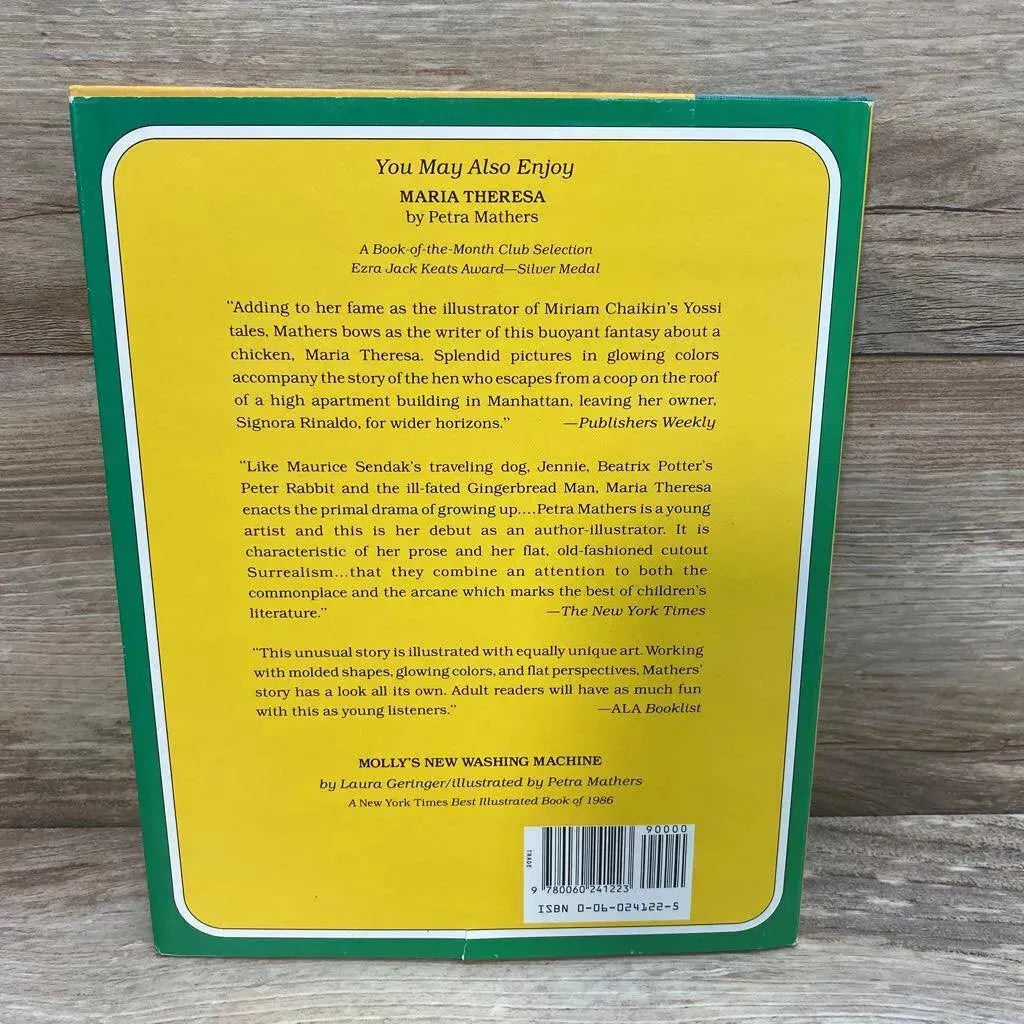 You May Also Enjoy
MARIA THERESA
by Petra Mathers
A Book-of-the-Month Club Selection
Ezra Jack Keats Award—Silver Medal
“Adding to her fame as the illustrator of Miriam Chaikin’s Yossi
tales, Mathers bows as the writer of this buoyant fantasy about a
chicken, Maria Theresa. Splendid pictures in glowing colors
accompany the story of the hen who escapes from a coop on the roof
of a high apartment building in Manhattan, leaving her owner,
Signora Rinaldo, for wider horizons.” —Publishers Weekly
“Like Maurice Sendak’s traveling dog, Jennie, Beatrix Potter’s
Peter Rabbit and the ill-fated Gingerbread Man, Maria Theresa
enacts the primal drama of growing up....Petra Mathers is a young
artist and this is her debut as an author-illustrator. It is
characteristic of her prose and her flat, old-fashioned cutout
Surrealism...that they combine an attention to both the
commonplace and the arcane which marks the best of children’s
literature.” —The New York Times
“This unusual story is illustrated with equally unique art. Working
with molded shapes, glowing colors, and flat perspectives, Mathers’
story has a look all its own. Adult readers will have as much fun
with this as young listeners.” —ALA Booklist
MOLLY’S NEW WASHING MACHINE
by Laura Geringer/illustrated by Petra Mathers
A New York Times Best Illustrated Book of 1986
90000
TRADE
9 780060 241223
ISBN 0-06-024122-5